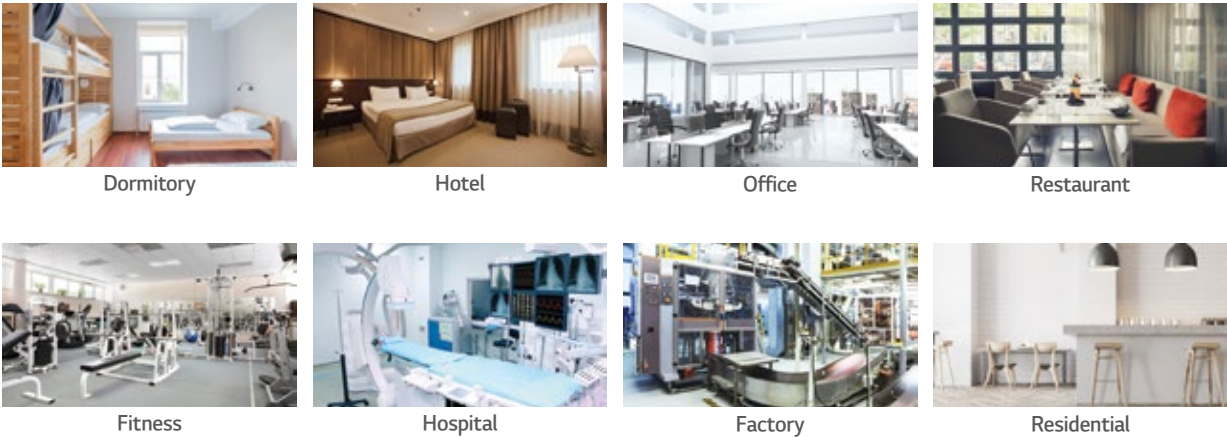 Dormitory
Hotel
Office
Restaurant
Fitness
Hospital
Factory
Residential